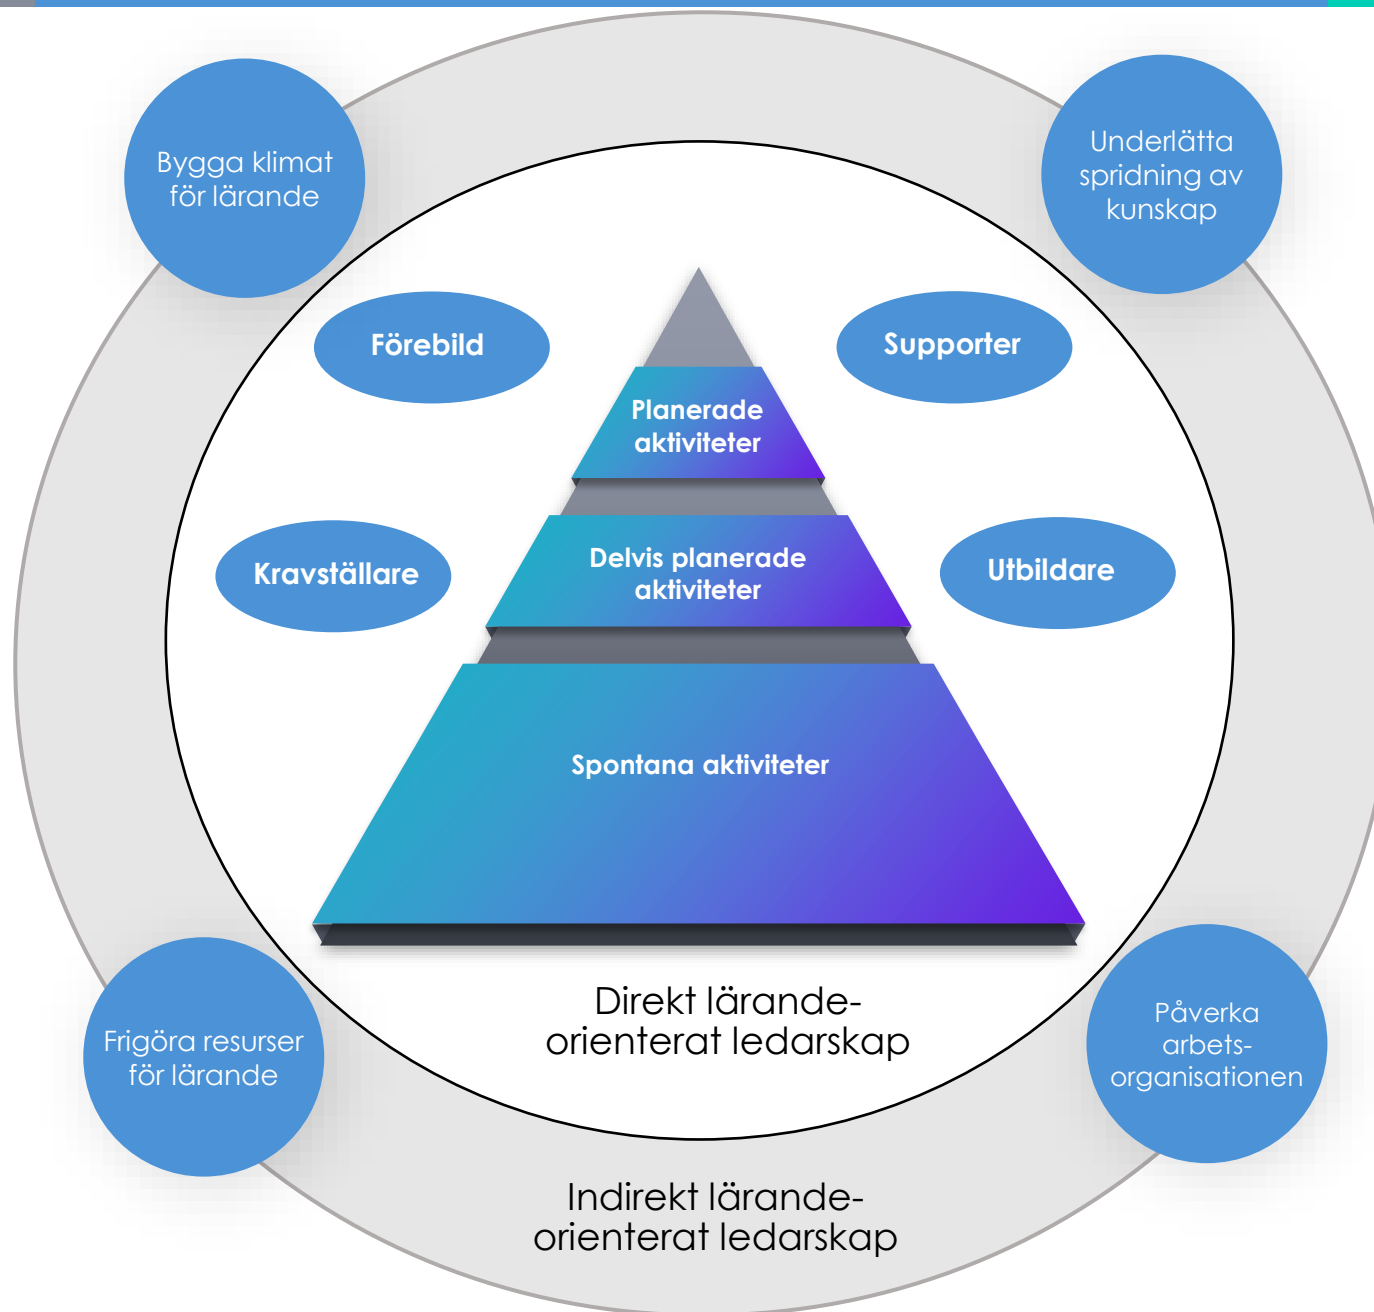 Bygga klimat
för lärande
Underlätta
spridning av
kunskap
Förebild
Supporter
Planerade
aktiviteter
Kravställare
Delvis planerade
aktiviteter
Utbildare
Spontana aktiviteter
Direkt lärande-
orienterat ledarskap
Frigöra resurser
för lärande
Påverka
arbets-
organisationen
Indirekt lärande-
orienterat ledarskap